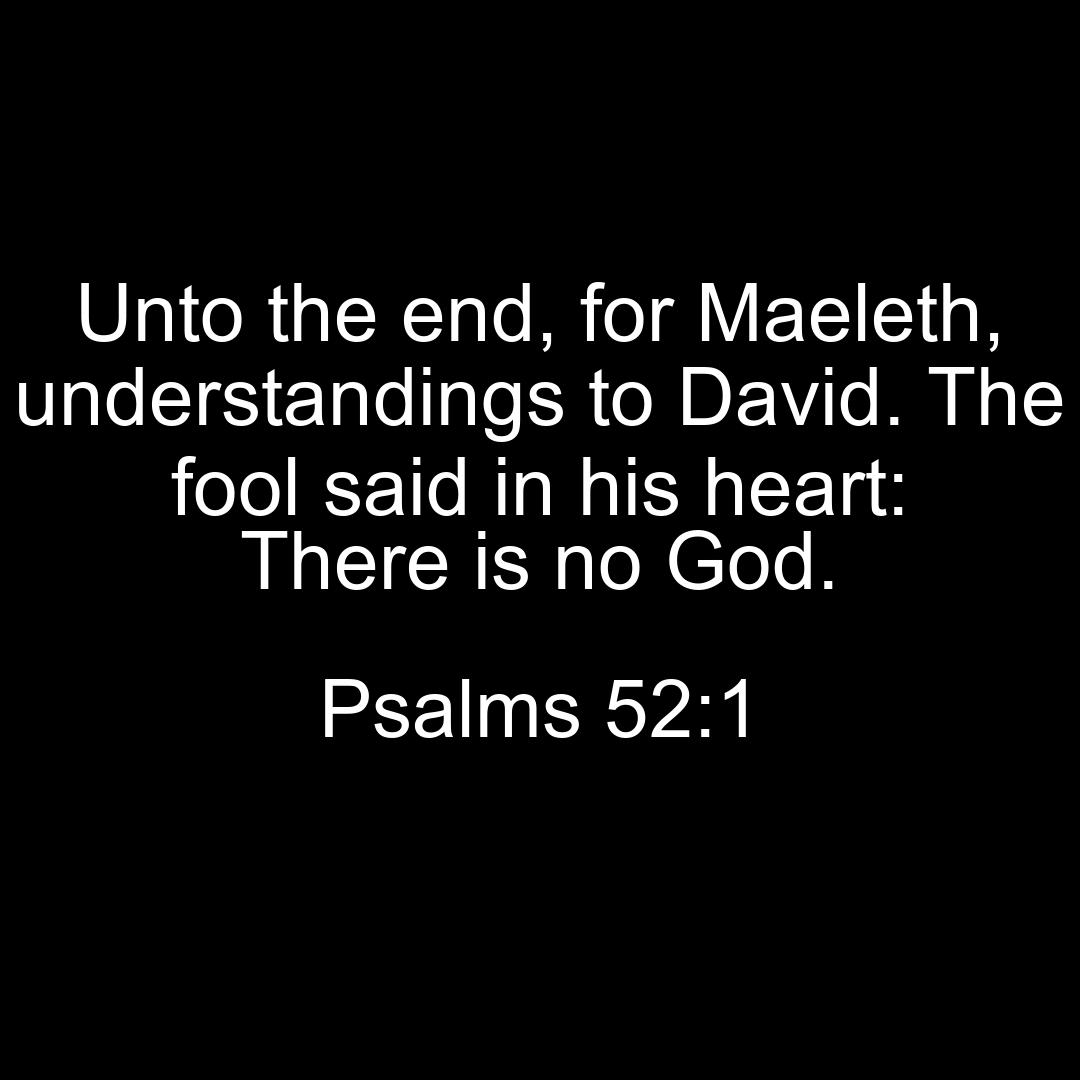 Unto the end, for Maeleth,
understandings to David. The
fool said in his heart:
There is no God.
Psalms 52:1